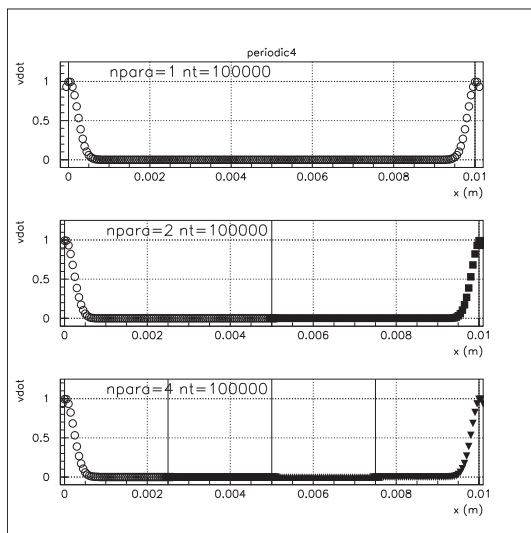 periodic4
vdot
npara=1 nt=100000
1
0.5
0
0 0.002 0.004 0.006 0.008 0.01
x (m)
vdot
npara=2 nt=100000
1
0.5
0
0 0.002 0.004 0.006 0.008 0.01
x (m)
vdot
npara=4 nt=100000
1
0.5
0
0 0.002 0.004 0.006 0.008 0.01
x (m)